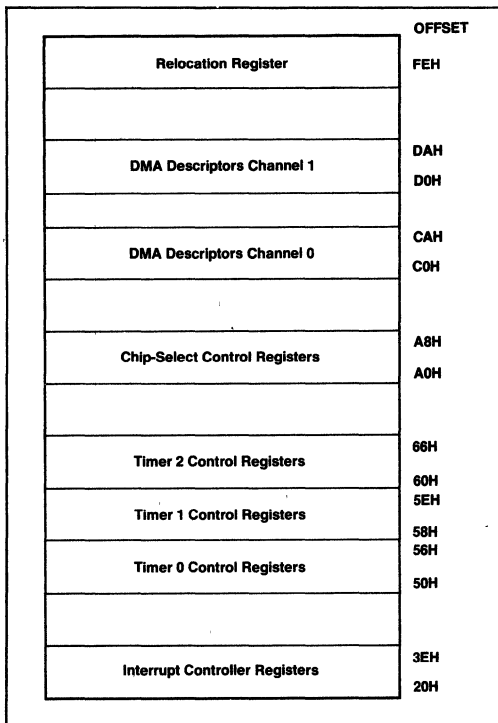 OFFSET
Relocation Register FEH
DAH
DMA Descriptors Channel 1
D0H
CAH
DMA Descriptors Channel 0
C0H
A8H
Chip-Select Control Registers
A0H
66H
Timer 2 Control Registers
60H
5EH
Timer 1 Control Registers
58H
56H
Timer 0 Control Registers
50H
3EH
Interrupt Controller Registers
20H